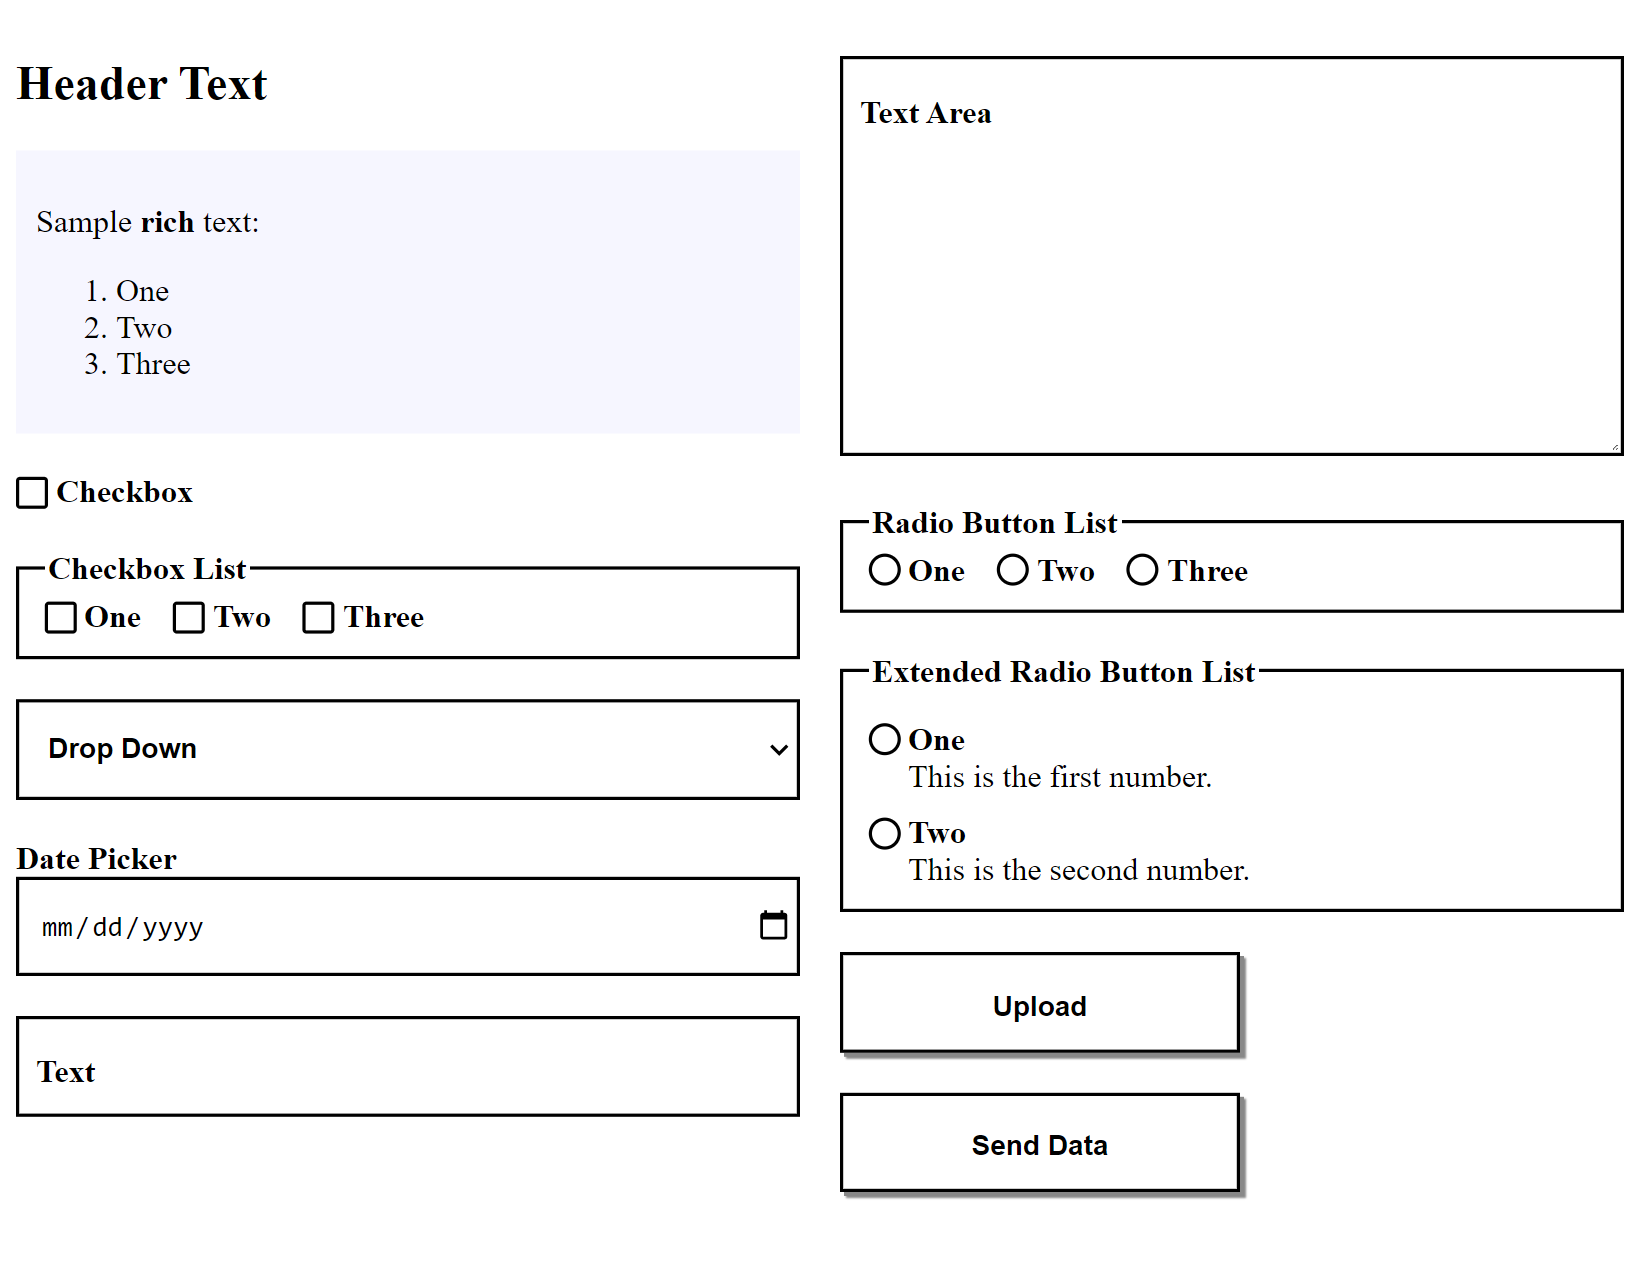 Header Text
Sample rich text:
1. One
2. Two
3. Three
Checkbox
Checkbox List
One Two Three
Drop Down
Date Picker
mm/dd/yyyy
Text
Text Area
Radio Button List
One Two Three
Extended Radio Button List
One
This is the first number.
Two
This is the second number.
Upload
Send Data